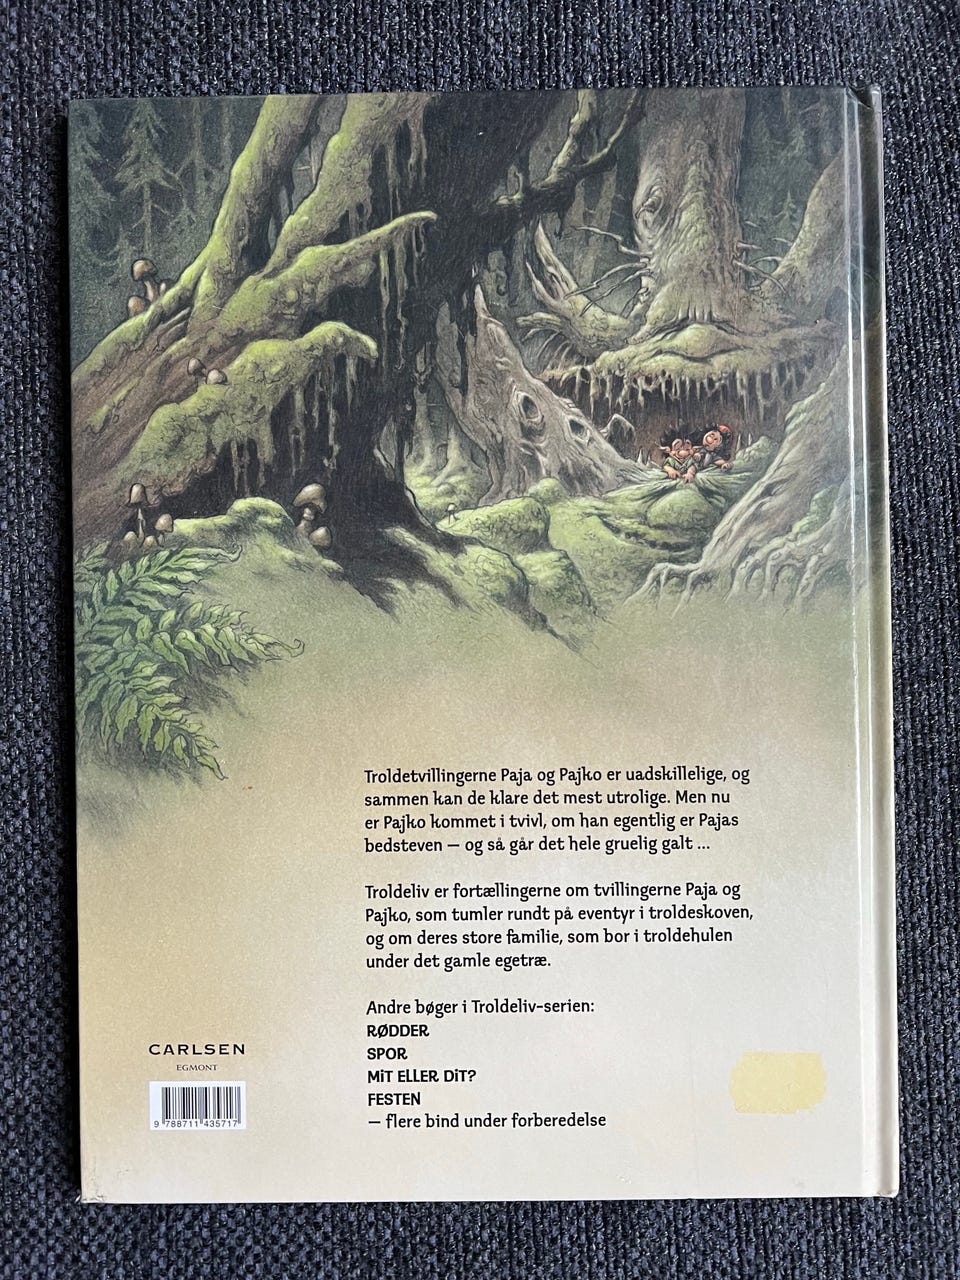 Troldetvillingerne Paja og Pajko er uadskillelige, og
sammen kan de klare det mest utrolige. Men nu
er Pajko kommet i tvivl, om han egentlig er Pajas
bedsteven – og så går det hele gruelig galt ...
Troldeliv er fortællingerne om tvillingerne Paja og
Pajko, som tumler rundt på eventyr i troldeskoven,
og om deres store familie, som bor i troldehulen
under det gamle egetræ.
Andre bøger i Troldeliv-serien:
RØDDER
SPOR
MiT ELLER DiT?
FESTEN
– flere bind under forberedelse
CARLSEN
EGMONT
9 788711 435717